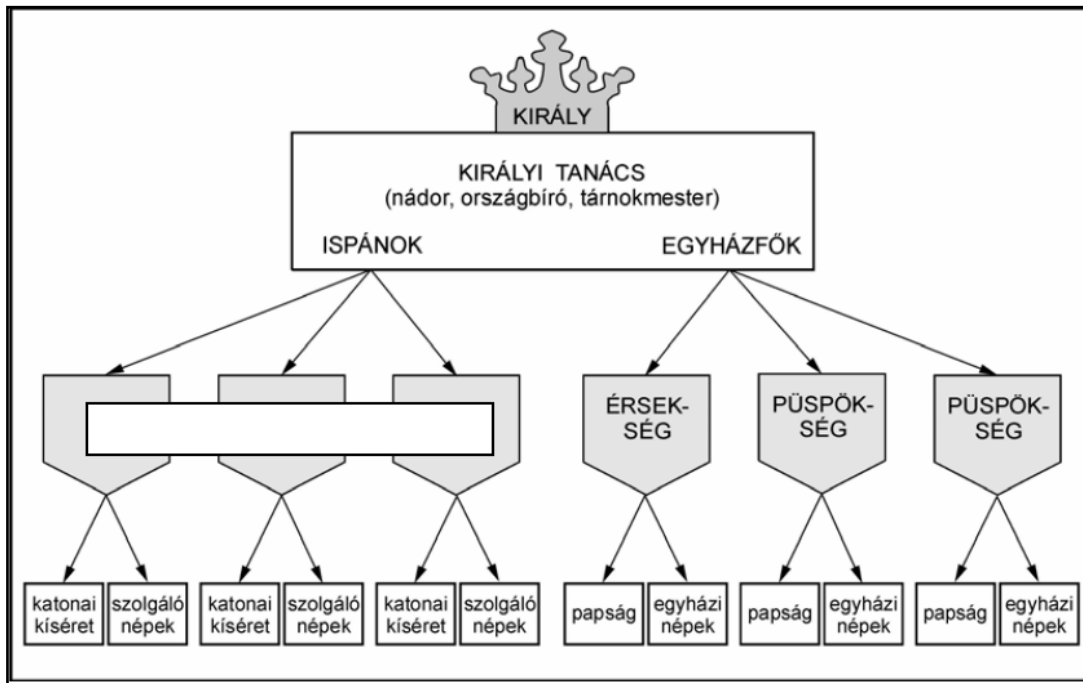 KIRÁLY
KIRÁLYI TANÁCS
(nádor, országbíró, tárnokmester)
ISPÁNOK
EGYHÁZFŐK
ÉRSEK-
SÉG
PÜSPÖK-
SÉG
PÜSPÖK-
SÉG
katonai
kíséret
szolgáló
népek
katonai
kíséret
szolgáló
népek
katonai
kíséret
szolgáló
népek
papság
egyházi
népek
papság
egyházi
népek
papság
egyházi
népek